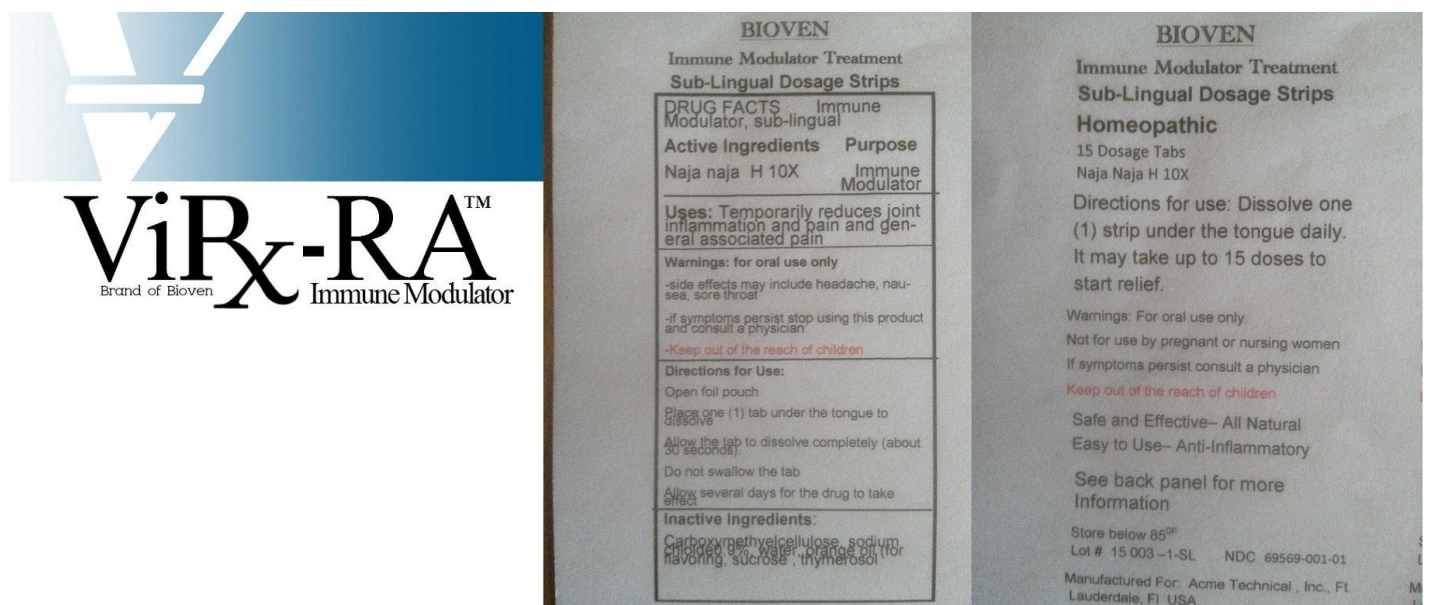 ViRx-RA™
Brand of Bioven
Immune Modulator
BIOVEN
Immune Modulator Treatment
Sub-Lingual Dosage Strips
DRUG FACTS Immune
Modulator, sub-lingual
Active Ingredients Purpose
Naja naja H 10X Immune
Modulator
Uses: Temporarily reduces joint
inflammation and pain and gen-
eral associated pain
Warnings: for oral use only
-side effects may include headache, nau-
sea, sore throat
-if symptoms persist stop using this product
and consult a physician
-Keep out of the reach of children
Directions for Use:
Open foil pouch
Place one (1) tab under the tongue to
dissolve
Allow the tab to dissolve completely (about
30 seconds).
Do not swallow the tab
Allow several days for the drug to take
effect
Inactive Ingredients:
Carboxymethyelcellulose, sodium
chloide0.9%, water, orange oil (for
flavoring, sucrose , thymerosol
BIOVEN
Immune Modulator Treatment
Sub-Lingual Dosage Strips
Homeopathic
15 Dosage Tabs
Naja Naja H 10X
Directions for use: Dissolve one
(1) strip under the tongue daily.
It may take up to 15 doses to
start relief.
Warnings: For oral use only.
Not for use by pregnant or nursing women
If symptoms persist consult a physician
Keep out of the reach of children
Safe and Effective– All Natural
Easy to Use– Anti-Inflammatory
See back panel for more
Information
Store below 85⁰ᶠ
Lot # 15 003 –1-SL NDC 69569-001-01
Manufactured For: Acme Technical , Inc., Ft.
Lauderdale, Fl USA